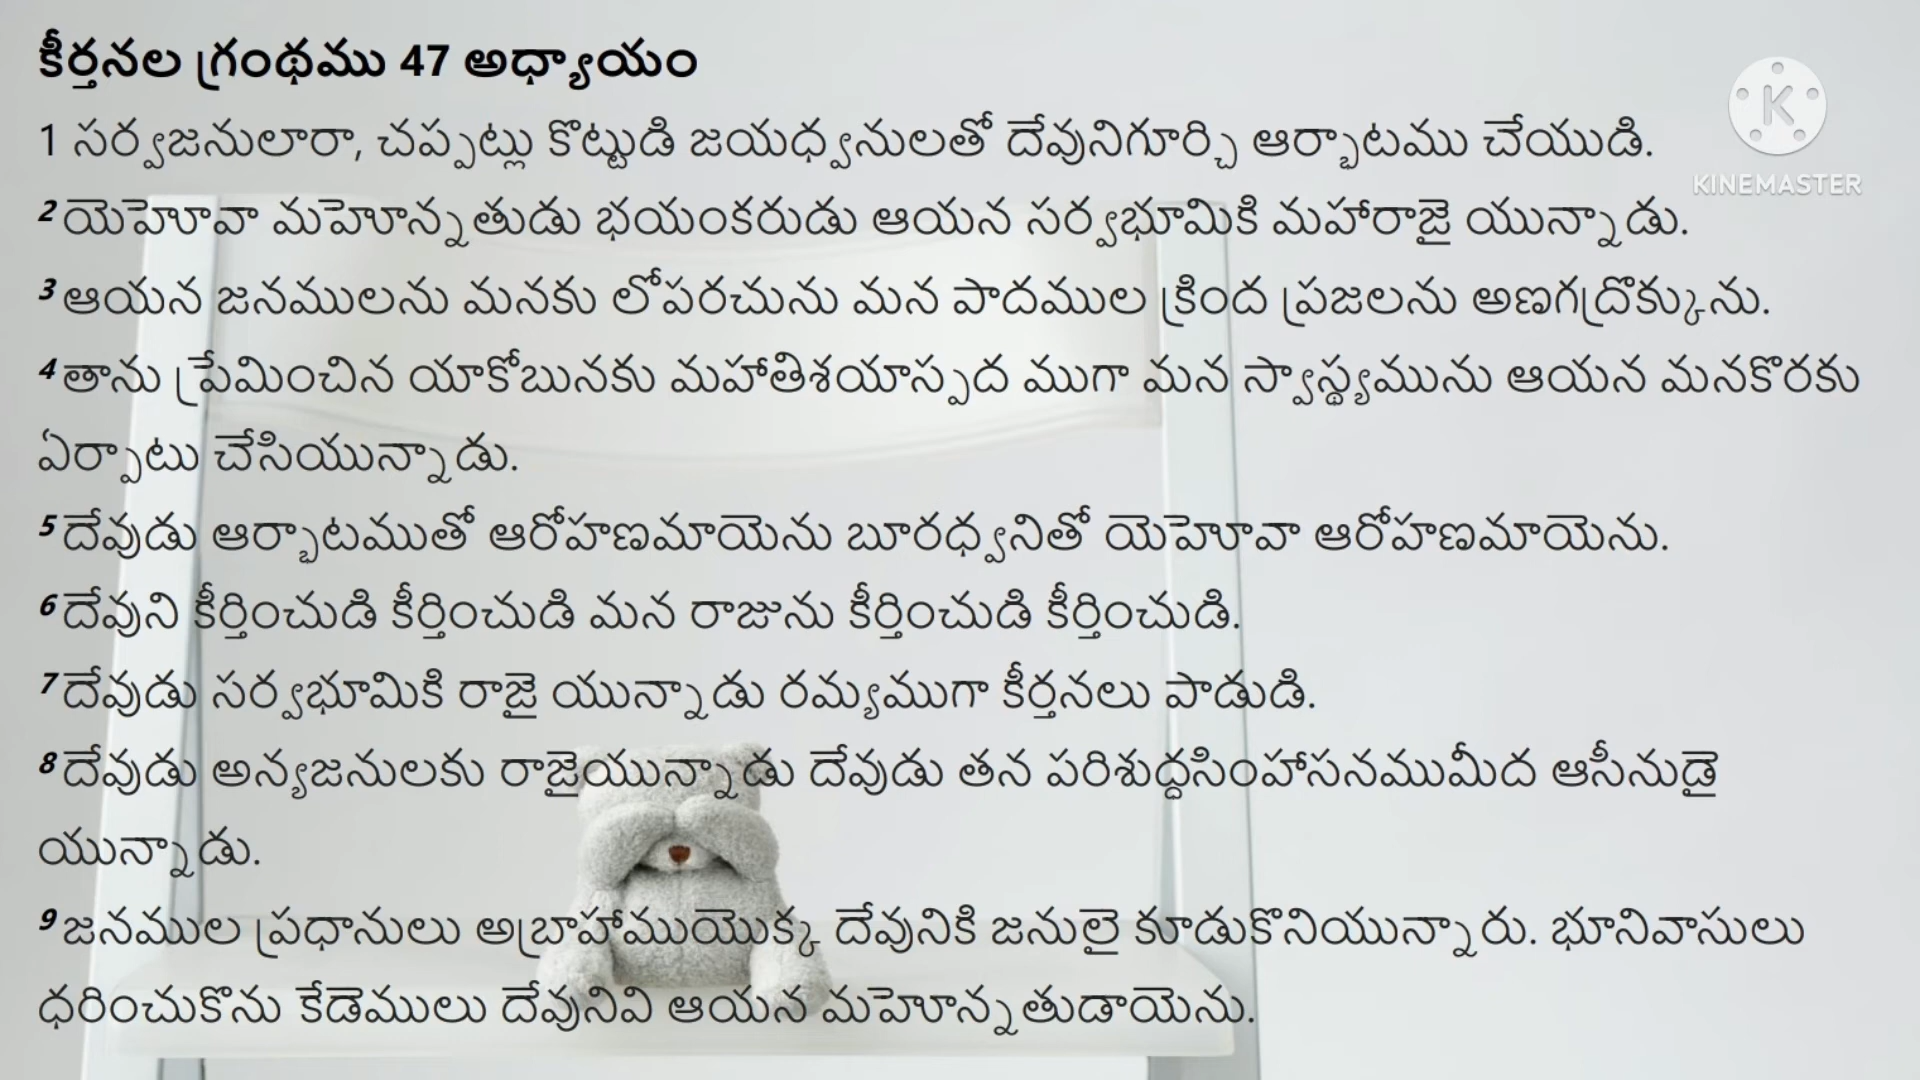 కీర్తనల గ్రంథము 47 అధ్యాయం
1 సర్వజనులారా, చప్పట్లు కొట్టుడి జయధ్వనులతో దేవునిగూర్చి ఆర్భాటము చేయుడి.
KINEMASTER
2 యెహోవా మహోన్నతుడు భయంకరుడు ఆయన సర్వభూమికి మహారాజై యున్నాడు.
3 ఆయన జనములను మనకు లోపరచును మన పాదముల క్రింద ప్రజలను అణగద్రొక్కును.
4 తాను ప్రేమించిన యాకోబునకు మహాతిశయాస్పద ముగా మన స్వాస్థ్యమును ఆయన మనకొరకు
ఏర్పాటు చేసియున్నాడు.
5 దేవుడు ఆర్భాటముతో ఆరోహణమాయెను బూరధ్వనితో యెహోవా ఆరోహణమాయెను.
6 దేవుని కీర్తించుడి కీర్తించుడి మన రాజును కీర్తించుడి కీర్తించుడి.
7 దేవుడు సర్వభూమికి రాజై యున్నాడు రమ్యముగా కీర్తనలు పాడుడి.
8 దేవుడు అన్యజనులకు రాజైయున్నాడు దేవుడు తన పరిశుద్ధసింహాసనముమీద ఆసీనుడై
యున్నాడు.
9 జనముల ప్రధానులు అబ్రాహాముయొక్క దేవునికి జనులై కూడుకొనియున్నారు. భూనివాసులు
ధరించుకొను కేడెములు దేవునివి ఆయన మహోన్నతుడాయెను.